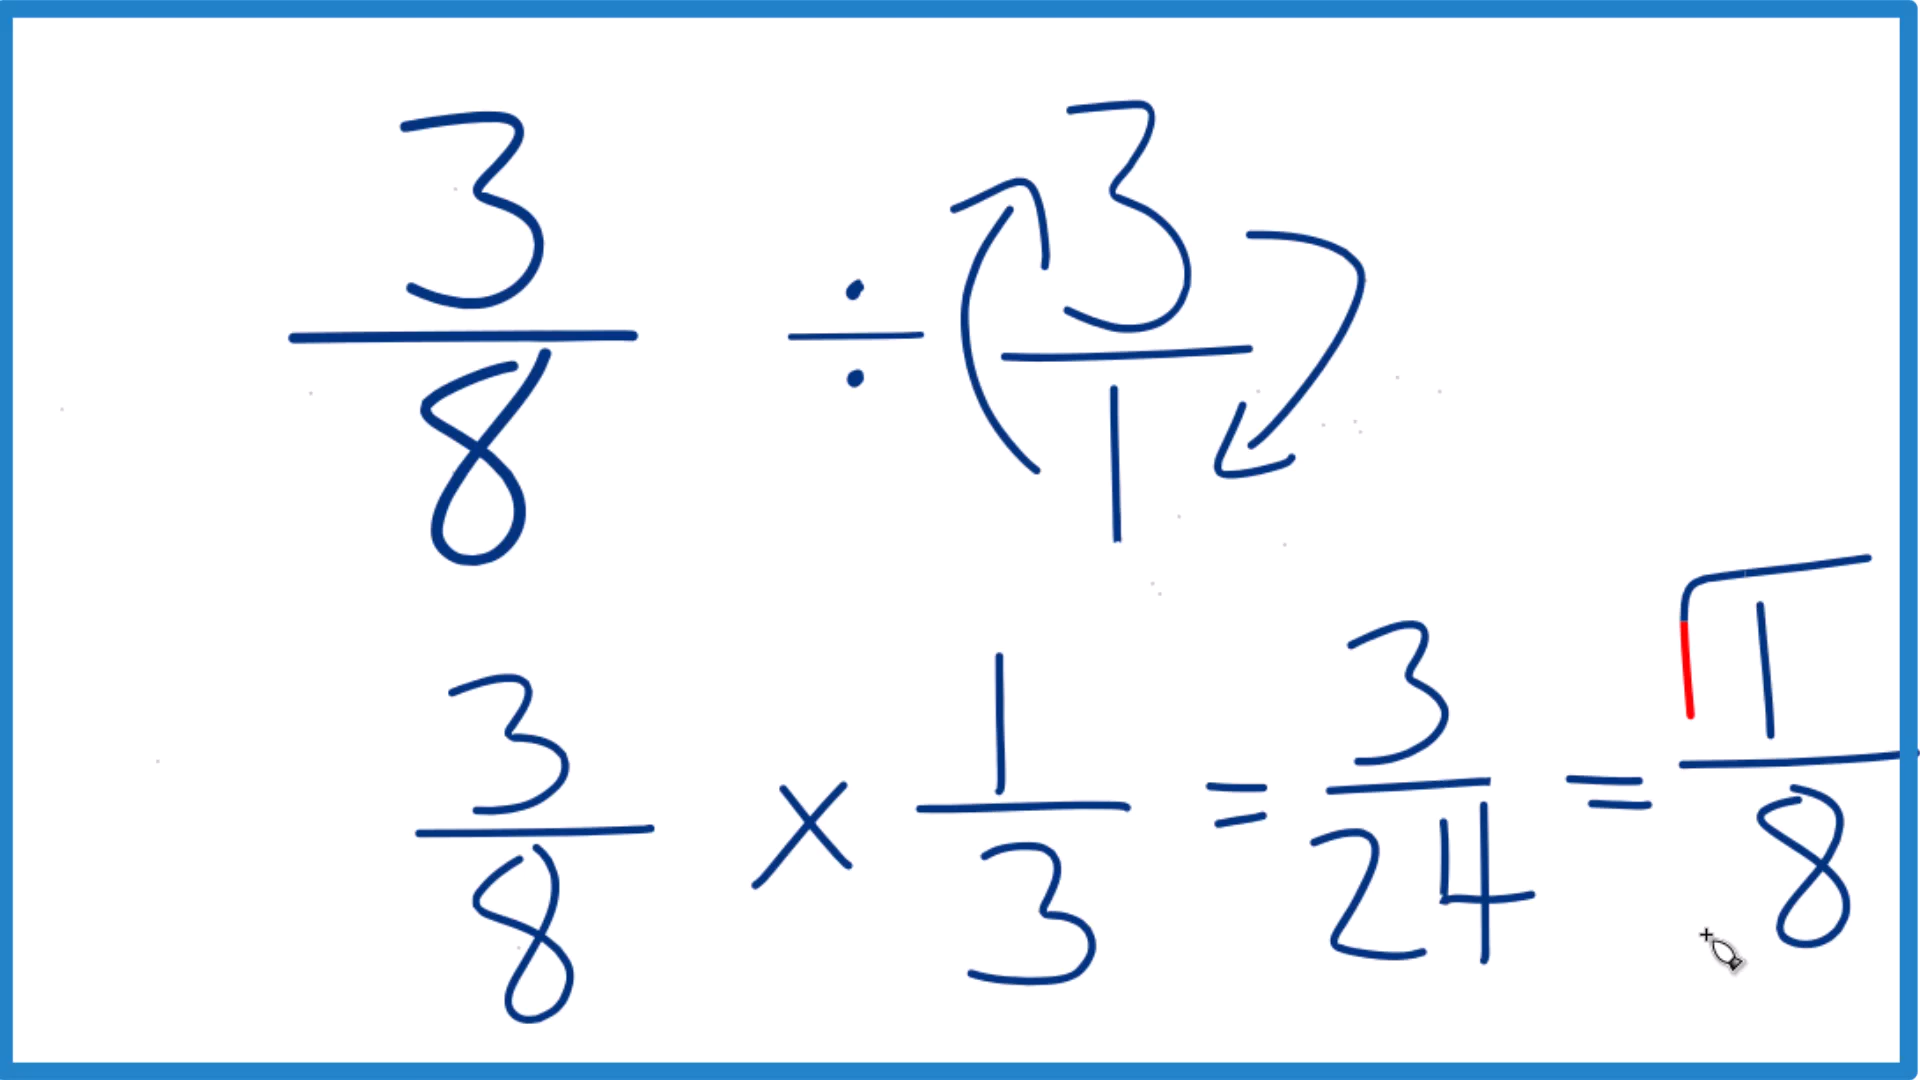 3/8 ÷ 3/1
3/8 × 1/3 = 3/24 = 1/8